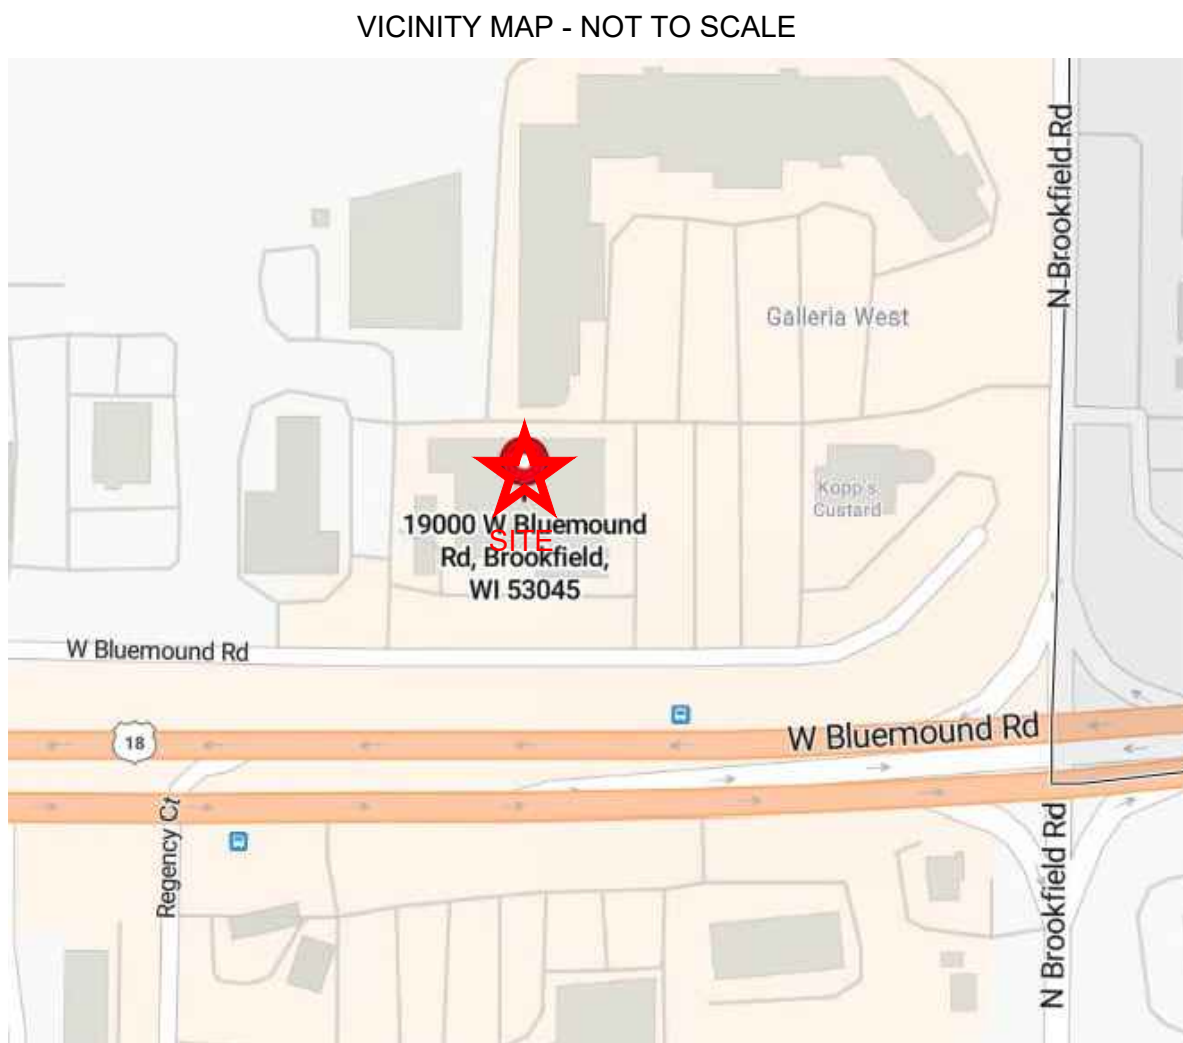 VICINITY MAP - NOT TO SCALE
N Brookfield Rd
Galleria West
Kopp's
Custard
19000 W Bluemound
SITE
Rd, Brookfield,
WI 53045
W Bluemound Rd
W Bluemound Rd
18
Regency Ct
N Brookfield Rd